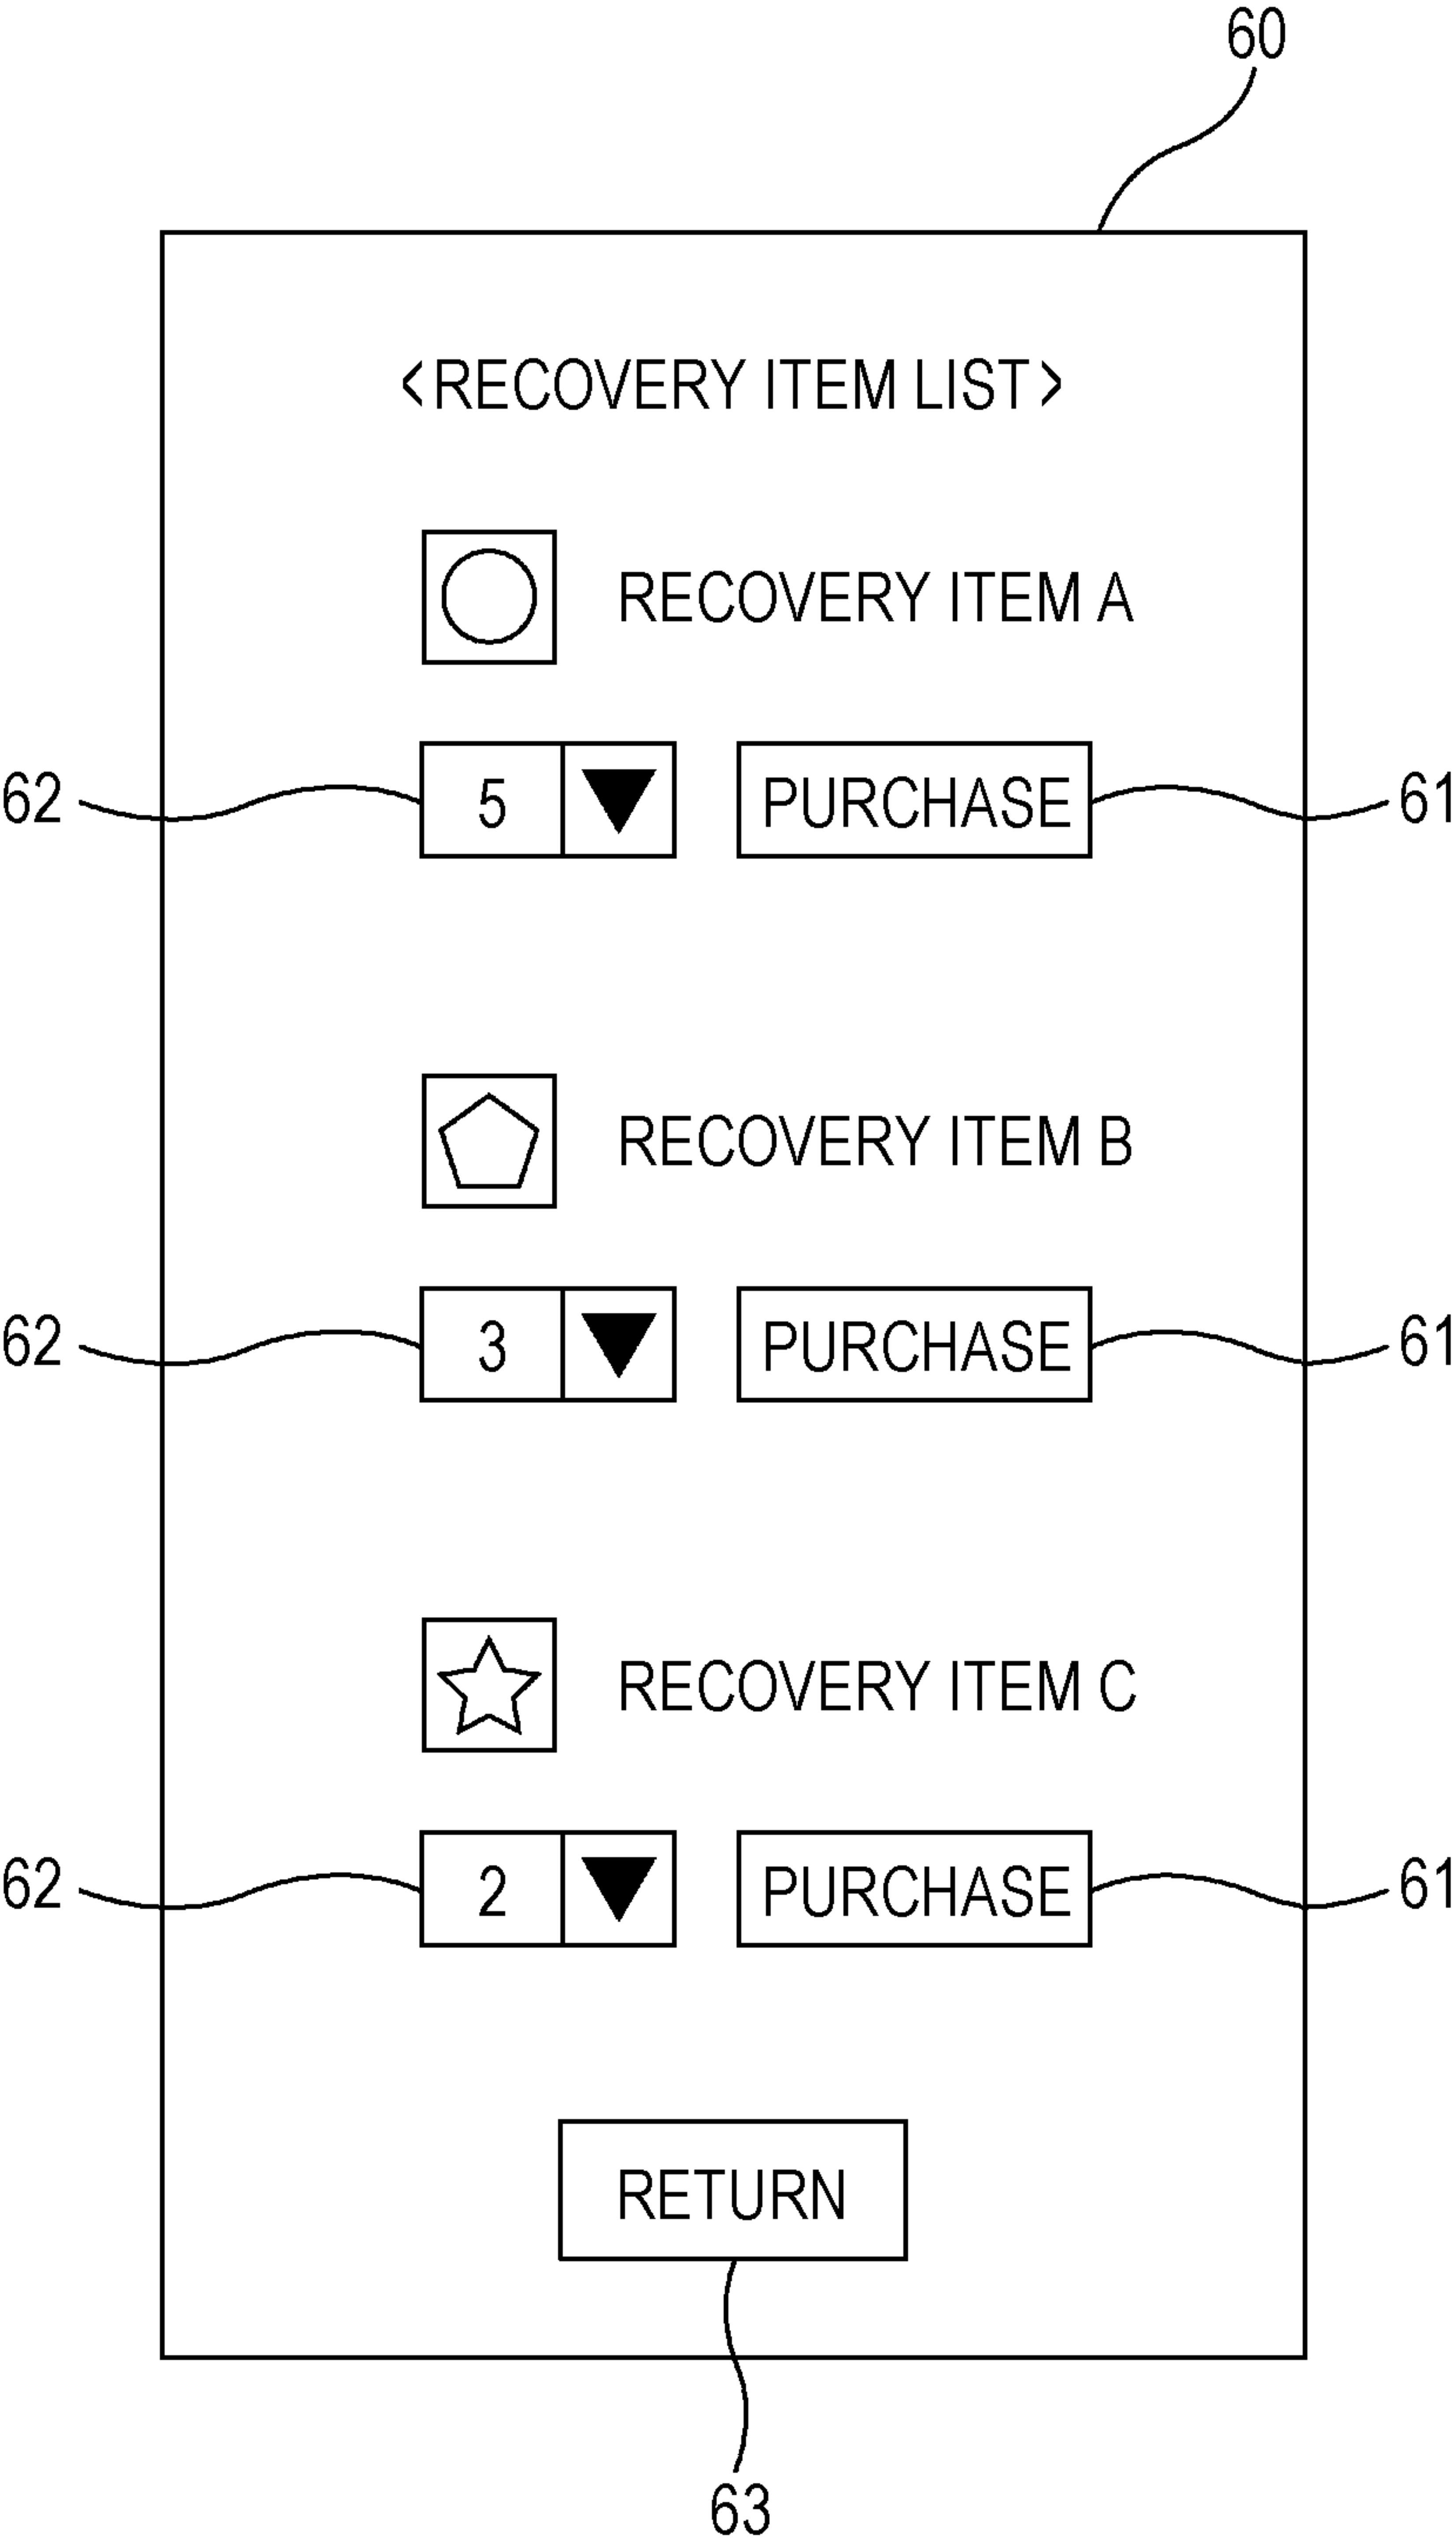 60
<RECOVERY ITEM LIST>
RECOVERY ITEM A
62 5 PURCHASE 61
RECOVERY ITEM B
62 3 PURCHASE 61
RECOVERY ITEM C
62 2 PURCHASE 61
RETURN
63